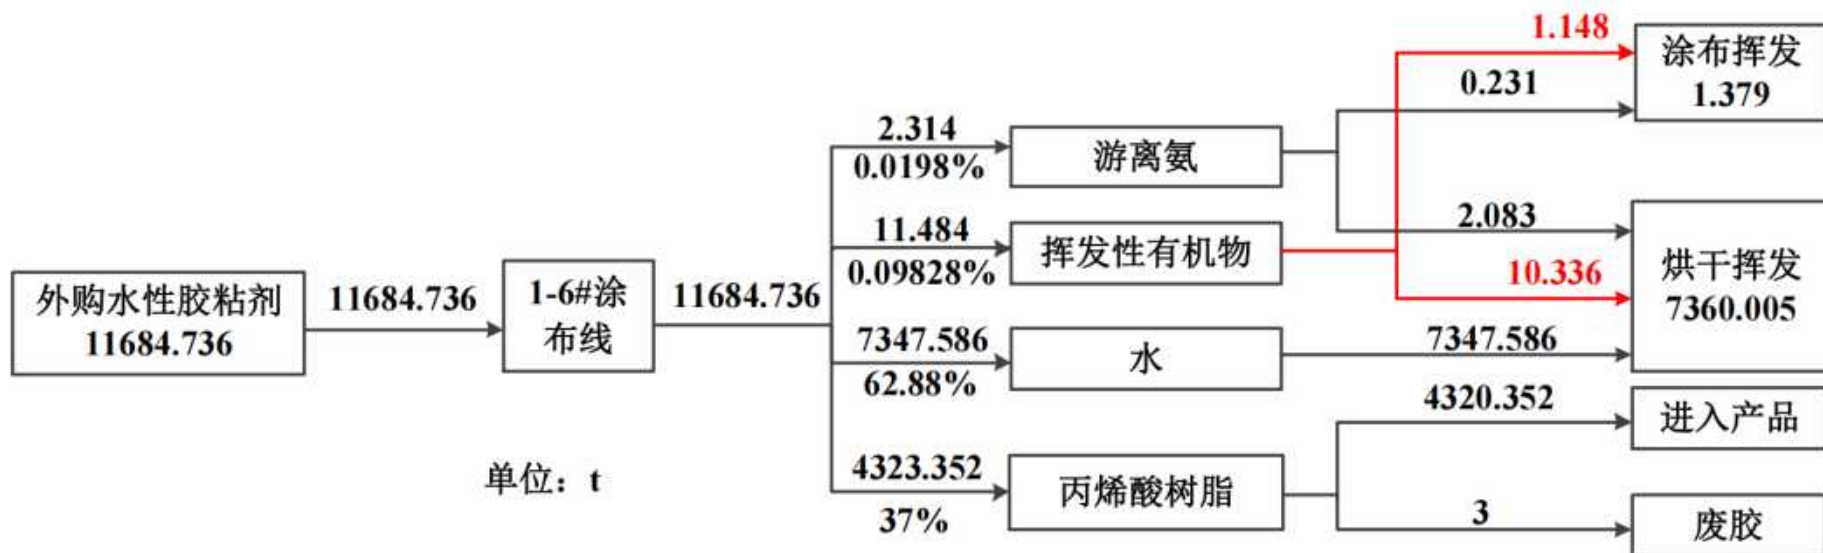 外购水性胶粘剂
11684.736
11684.736
1-6#涂
布线
11684.736
2.314
0.0198%
游离氨
11.484
0.09828%
挥发性有机物
7347.586
62.88%
水
4323.352
37%
丙烯酸树脂
1.148
0.231
涂布挥发
1.379
2.083
10.336
7347.586
烘干挥发
7360.005
4320.352
进入产品
3
废胶
单位：t